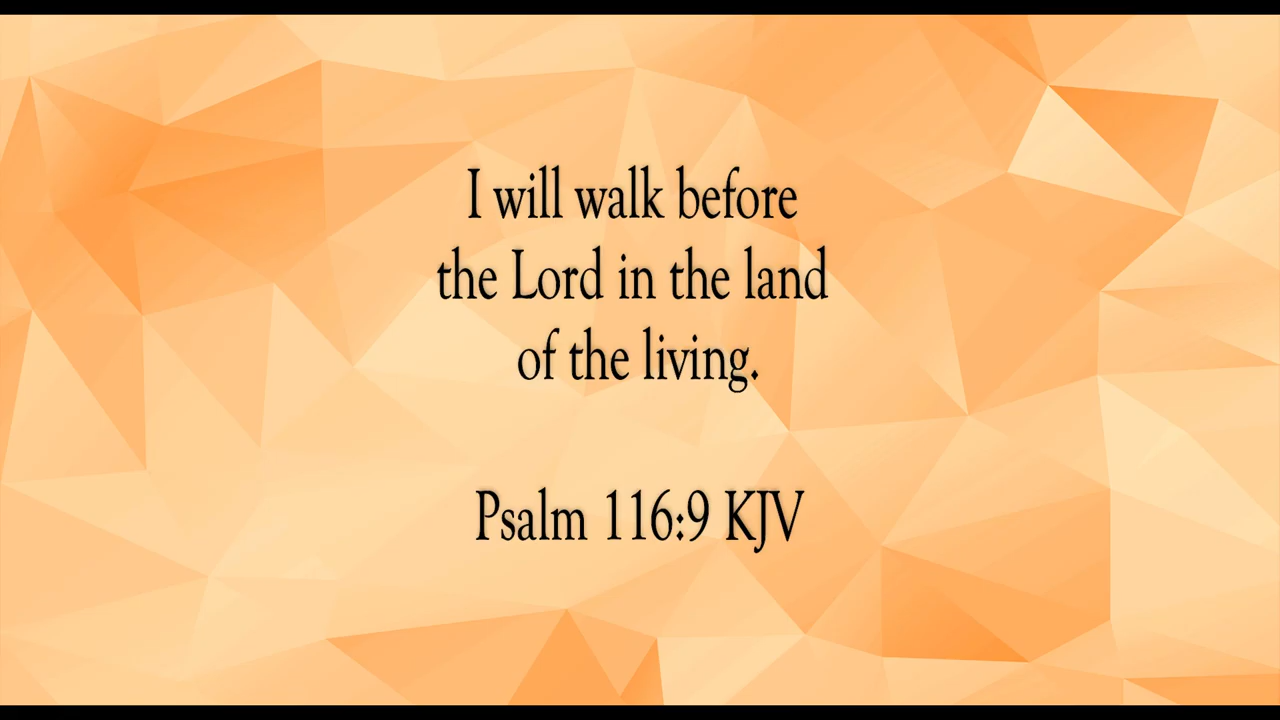 I will walk before
the Lord in the land
of the living.
Psalm 116:9 KJV